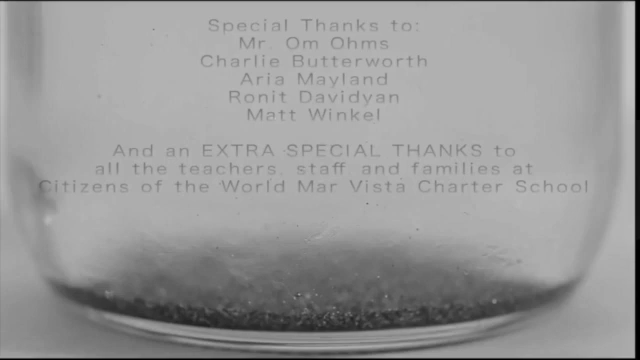 Special Thanks to:
Mr. Om Ohms
Charlie Butterworth
Aria Mayland
Ronit Davidyan
Matt Winkel
And an EXTRA SPECIAL THANKS to
all the teachers, staff and families at
Citizens of the World Mar Vista Charter School